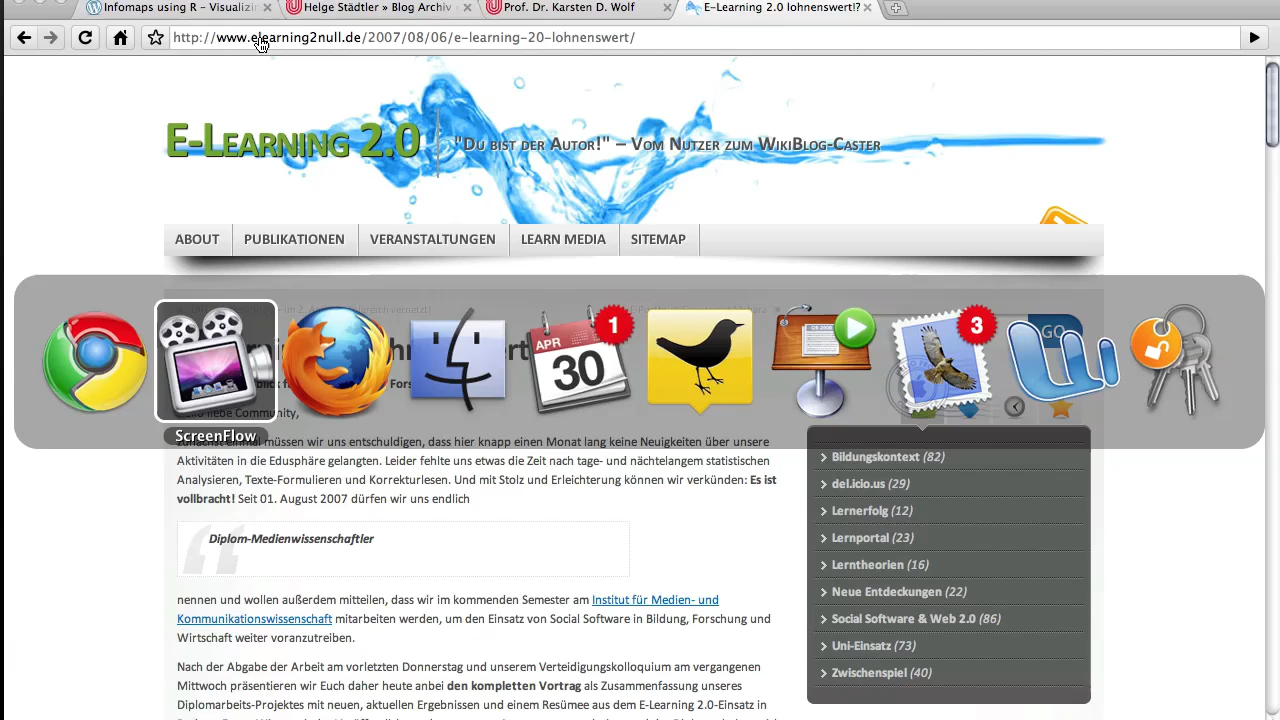 Infomaps using R – Visualizin
Helge Städtler » Blog Archiv
Prof. Dr. Karsten D. Wolf
E-Learning 2.0 lohnenswert!?
http://www.elearning2null.de/2007/08/06/e-learning-20-lohnenswert/
E-Learning 2.0
"Du bist der Autor!" – Vom Nutzer zum WikiBlog-Caster
ABOUT
PUBLIKATIONEN
VERANSTALTUNGEN
LEARN MEDIA
SITEMAP
GO
1
APR
30
3
ScreenFlow
liebe Community,
zunächst einmal müssen wir uns entschuldigen, dass hier knapp einen Monat lang keine Neuigkeiten über unsere
Aktivitäten in die Edusphäre gelangten. Leider fehlte uns etwas die Zeit nach tage- und nächtelangem statistischen
Analysieren, Texte-Formulieren und Korrekturlesen. Und mit Stolz und Erleichterung können wir verkünden: Es ist
vollbracht! Seit 01. August 2007 dürfen wir uns endlich
Diplom-Medienwissenschaftler
nennen und wollen außerdem mitteilen, dass wir im kommenden Semester am Institut für Medien- und
Kommunikationswissenschaft mitarbeiten werden, um den Einsatz von Social Software in Bildung, Forschung und
Wirtschaft weiter voranzutreiben.
Nach der Abgabe der Arbeit am vorletzten Donnerstag und unserem Verteidigungskolloquium am vergangenen
Mittwoch präsentieren wir Euch daher heute anbei den kompletten Vortrag als Zusammenfassung unseres
Diplomarbeits-Projektes mit neuen, aktuellen Ergebnissen und einem Resümee aus dem E-Learning 2.0-Einsatz in
Bildungskontext (82)
del.icio.us (29)
Lernerfolg (12)
Lernportal (23)
Lerntheorien (16)
Neue Entdeckungen (22)
Social Software & Web 2.0 (86)
Uni-Einsatz (73)
Zwischenspiel (40)